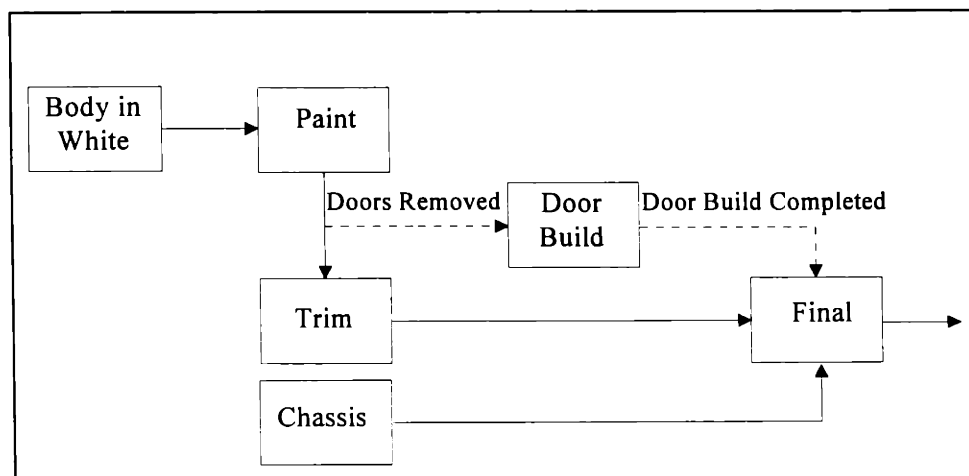 Body in
White
Paint
Doors Removed
Door
Build
Door Build Completed
Trim
Final
Chassis